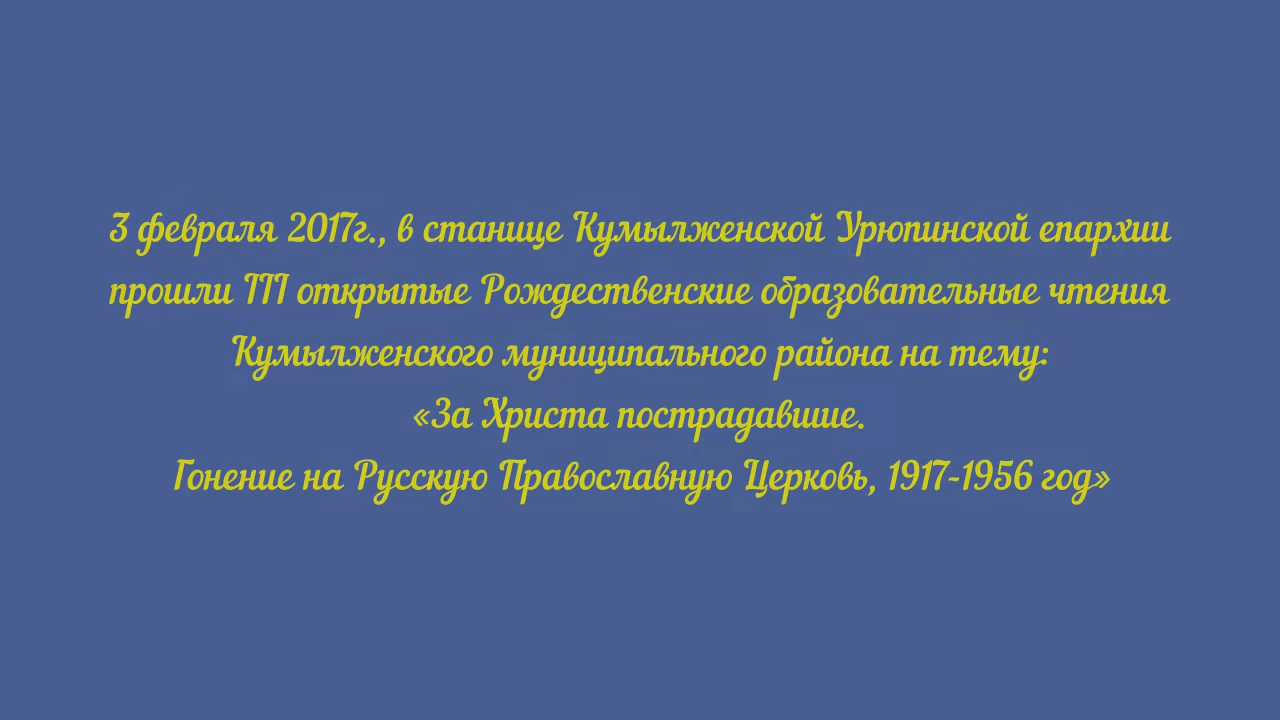 3 февраля 2017г., в станице Кумылженской Урюпинской епархии
прошли III открытые Рождественские образовательные чтения
Кумылженского муниципального района на тему:
«За Христа пострадавшие.
Гонение на Русскую Православную Церковь, 1917-1956 год»